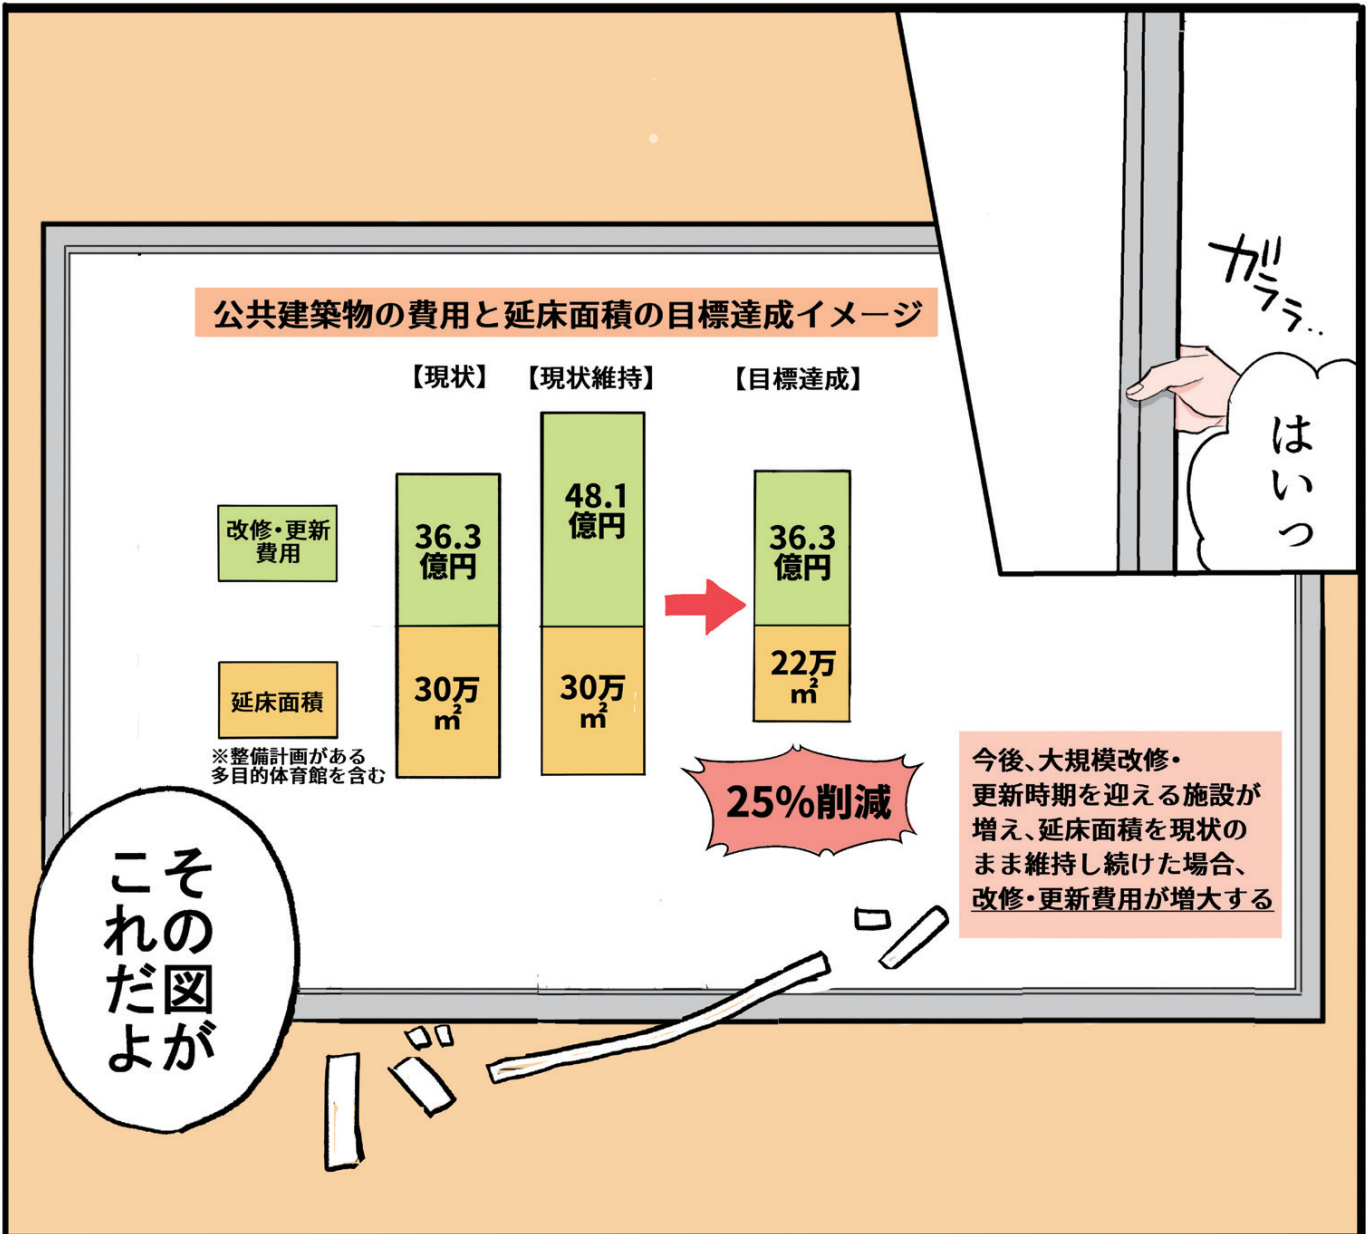 ガララ..
はいっ
公共建築物の費用と延床面積の目標達成イメージ
【現状】
【現状維持】
【目標達成】
改修・更新
費用
36.3
億円
48.1
億円
36.3
億円
延床面積
30万
㎡
30万
㎡
22万
㎡
※整備計画がある
多目的体育館を含む
25%削減
今後、大規模改修・
更新時期を迎える施設が
増え、延床面積を現状の
まま維持し続けた場合、
改修・更新費用が増大する
その図が
これだよ